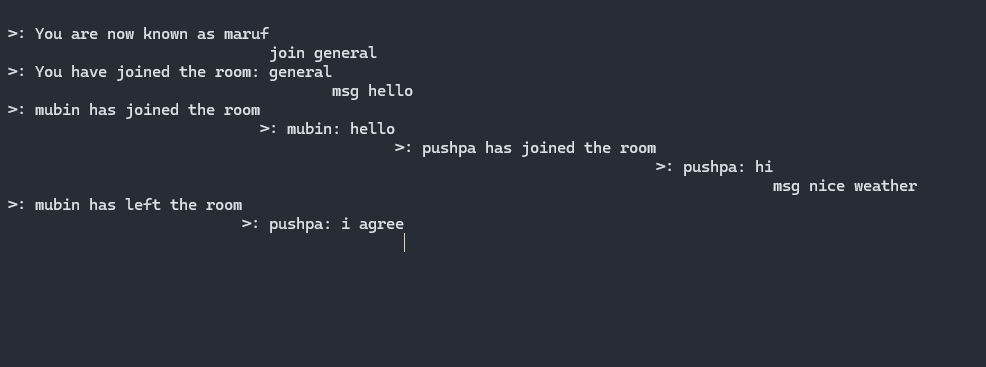 >: You are now known as maruf
join general
>: You have joined the room: general
msg hello
>: mubin has joined the room
>: mubin: hello
>: pushpa has joined the room
>: pushpa: hi
msg nice weather
>: mubin has left the room
>: pushpa: i agree